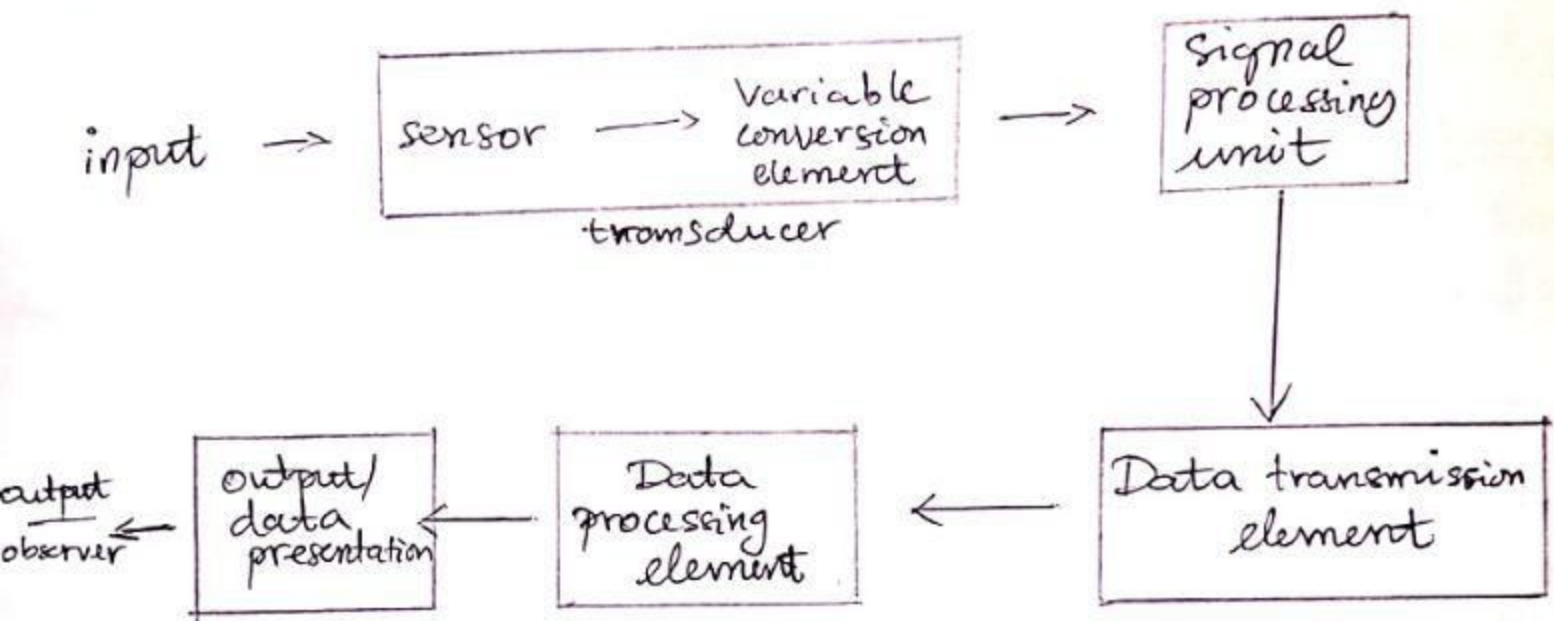 input
sensor
Variable
conversion
element
transducer
signal
processing
unit
Data transmission
element
Data
processing
element
output/
data
presentation
output
observer